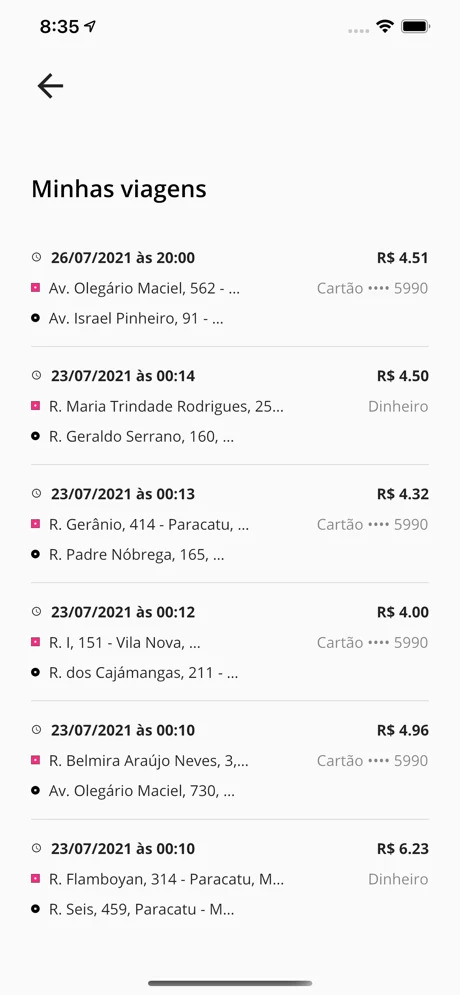 8:35
Minhas viagens
26/07/2021 às 20:00 R$ 4.51
Av. Olegário Maciel, 562 - ... Cartão •••• 5990
Av. Israel Pinheiro, 91 - ...
23/07/2021 às 00:14 R$ 4.50
R. Maria Trindade Rodrigues, 25... Dinheiro
R. Geraldo Serrano, 160, ...
23/07/2021 às 00:13 R$ 4.32
R. Gerânio, 414 - Paracatu, ... Cartão •••• 5990
R. Padre Nóbrega, 165, ...
23/07/2021 às 00:12 R$ 4.00
R. I, 151 - Vila Nova, ... Cartão •••• 5990
R. dos Cajámangas, 211 - ...
23/07/2021 às 00:10 R$ 4.96
R. Belmira Araújo Neves, 3,... Cartão •••• 5990
Av. Olegário Maciel, 730, ...
23/07/2021 às 00:10 R$ 6.23
R. Flamboyan, 314 - Paracatu, M... Dinheiro
R. Seis, 459, Paracatu - M...